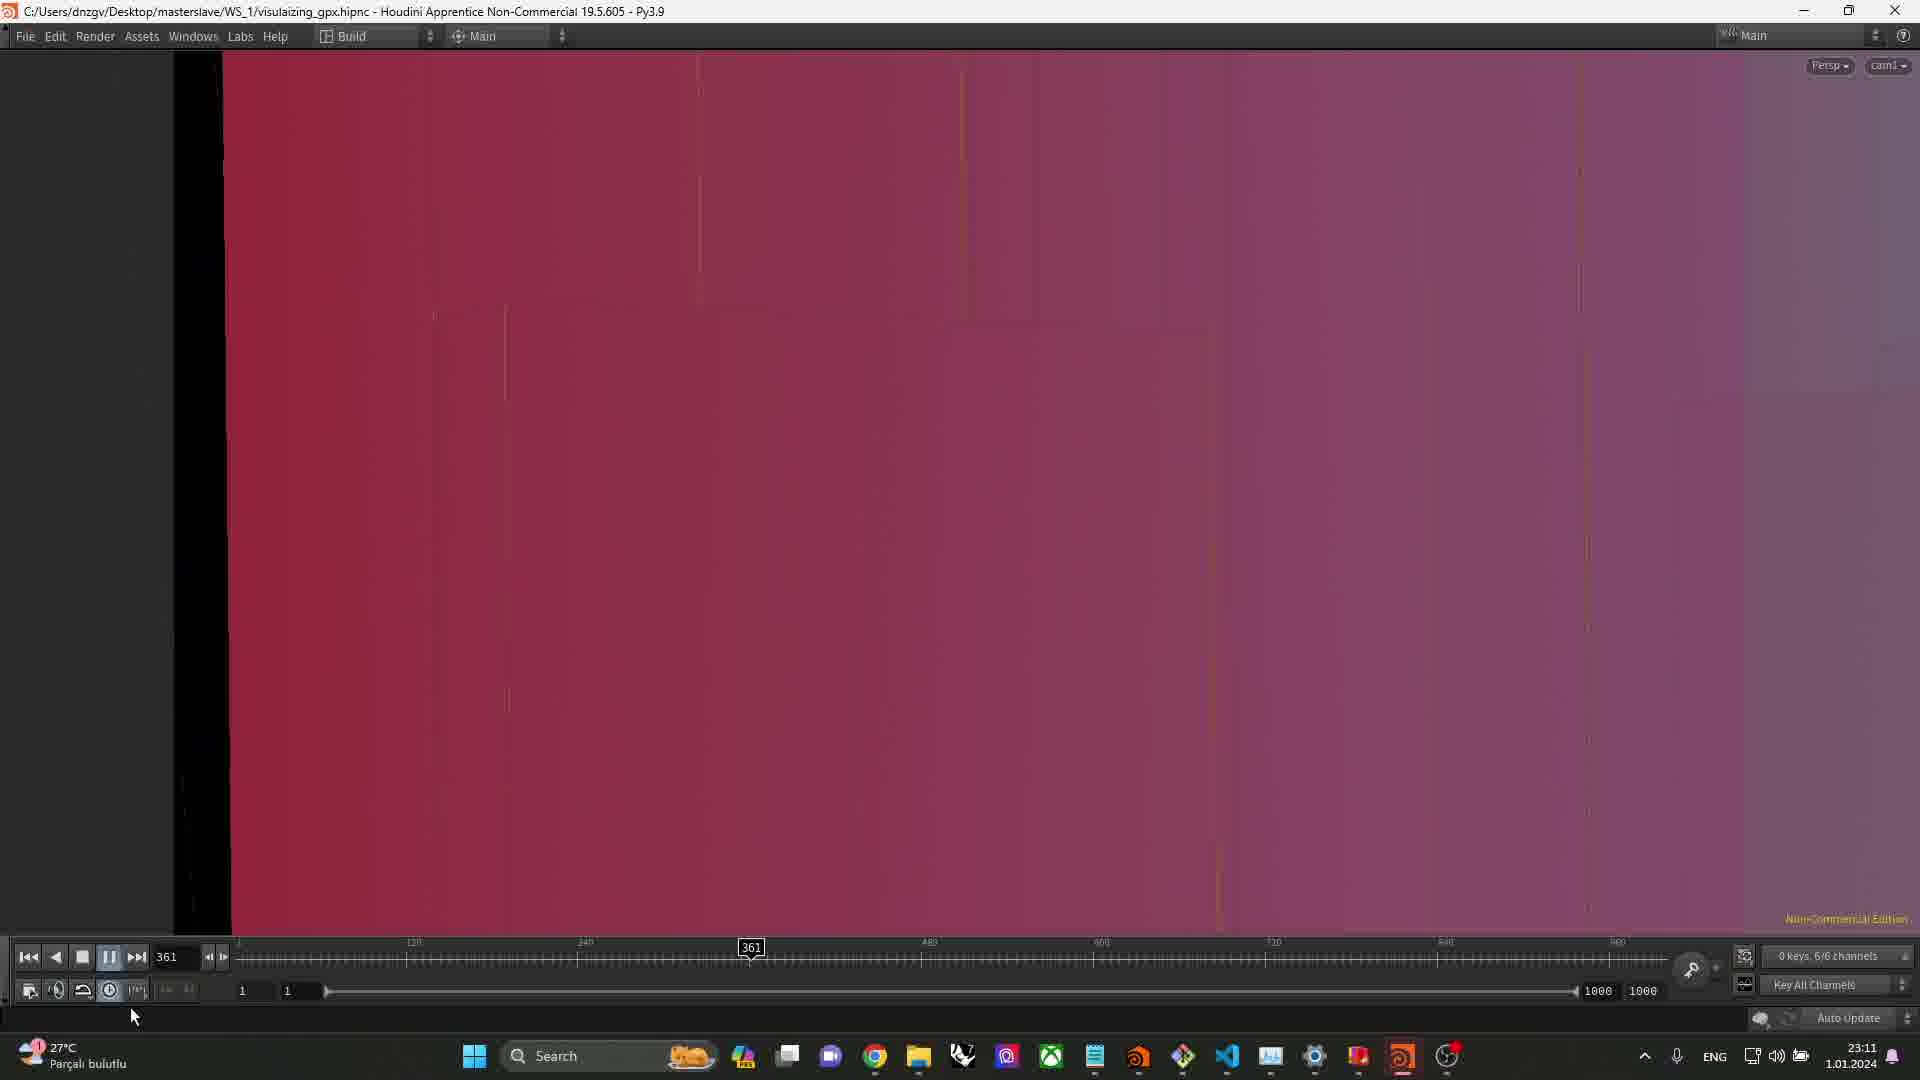 C:/Users/dnzgv/Desktop/masterslave/WS_1/visulaizing_gpx.hipnc - Houdini Apprentice Non-Commercial 19.5.605 - Py3.9
File Edit Render Assets Windows Labs Help Build Main Main
Persp cam1
Non-Commercial Edition
1 120 240 361 480 600 720 840 960
361
0 keys, 6/6 channels
1 1 1000 1000
Key All Channels
Auto Update
27°C
Parçalı bulutlu
Search
ENG
23:11
1.01.2024